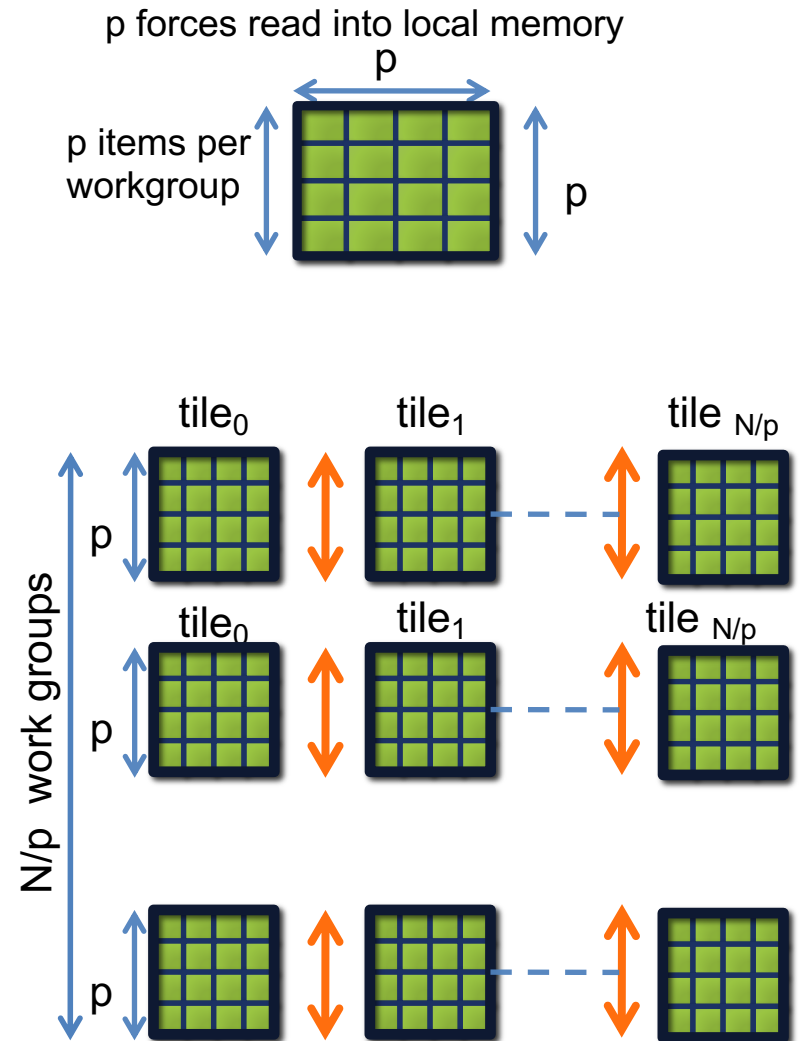 p forces read into local memory
p
p items per
workgroup
p
tile0
tile1
tile N/p
p
N/p work groups
tile0
tile1
tile N/p
p
p